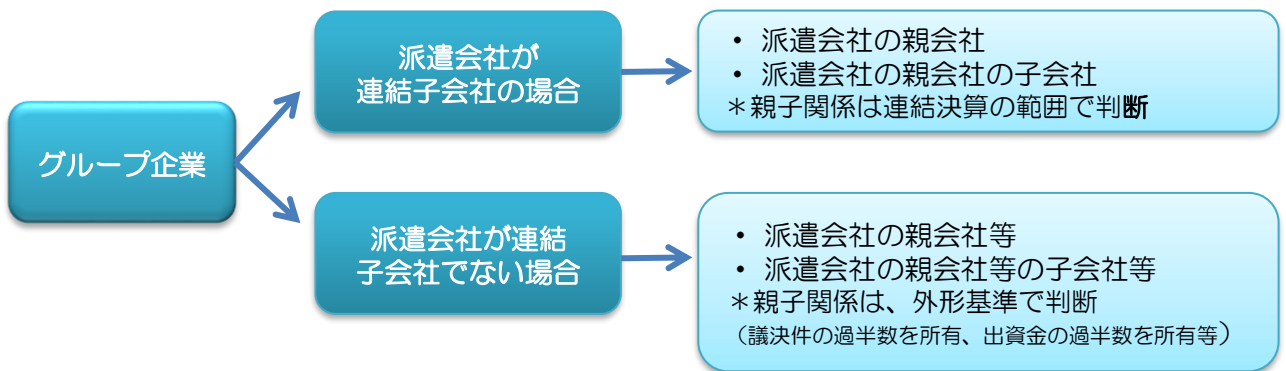 グループ企業
派遣会社が
連結子会社の場合
・ 派遣会社の親会社
・ 派遣会社の親会社の子会社
＊親子関係は連結決算の範囲で判断
派遣会社が連結
子会社でない場合
・ 派遣会社の親会社等
・ 派遣会社の親会社等の子会社等
＊親子関係は、外形基準で判断
（議決件の過半数を所有、出資金の過半数を所有等）